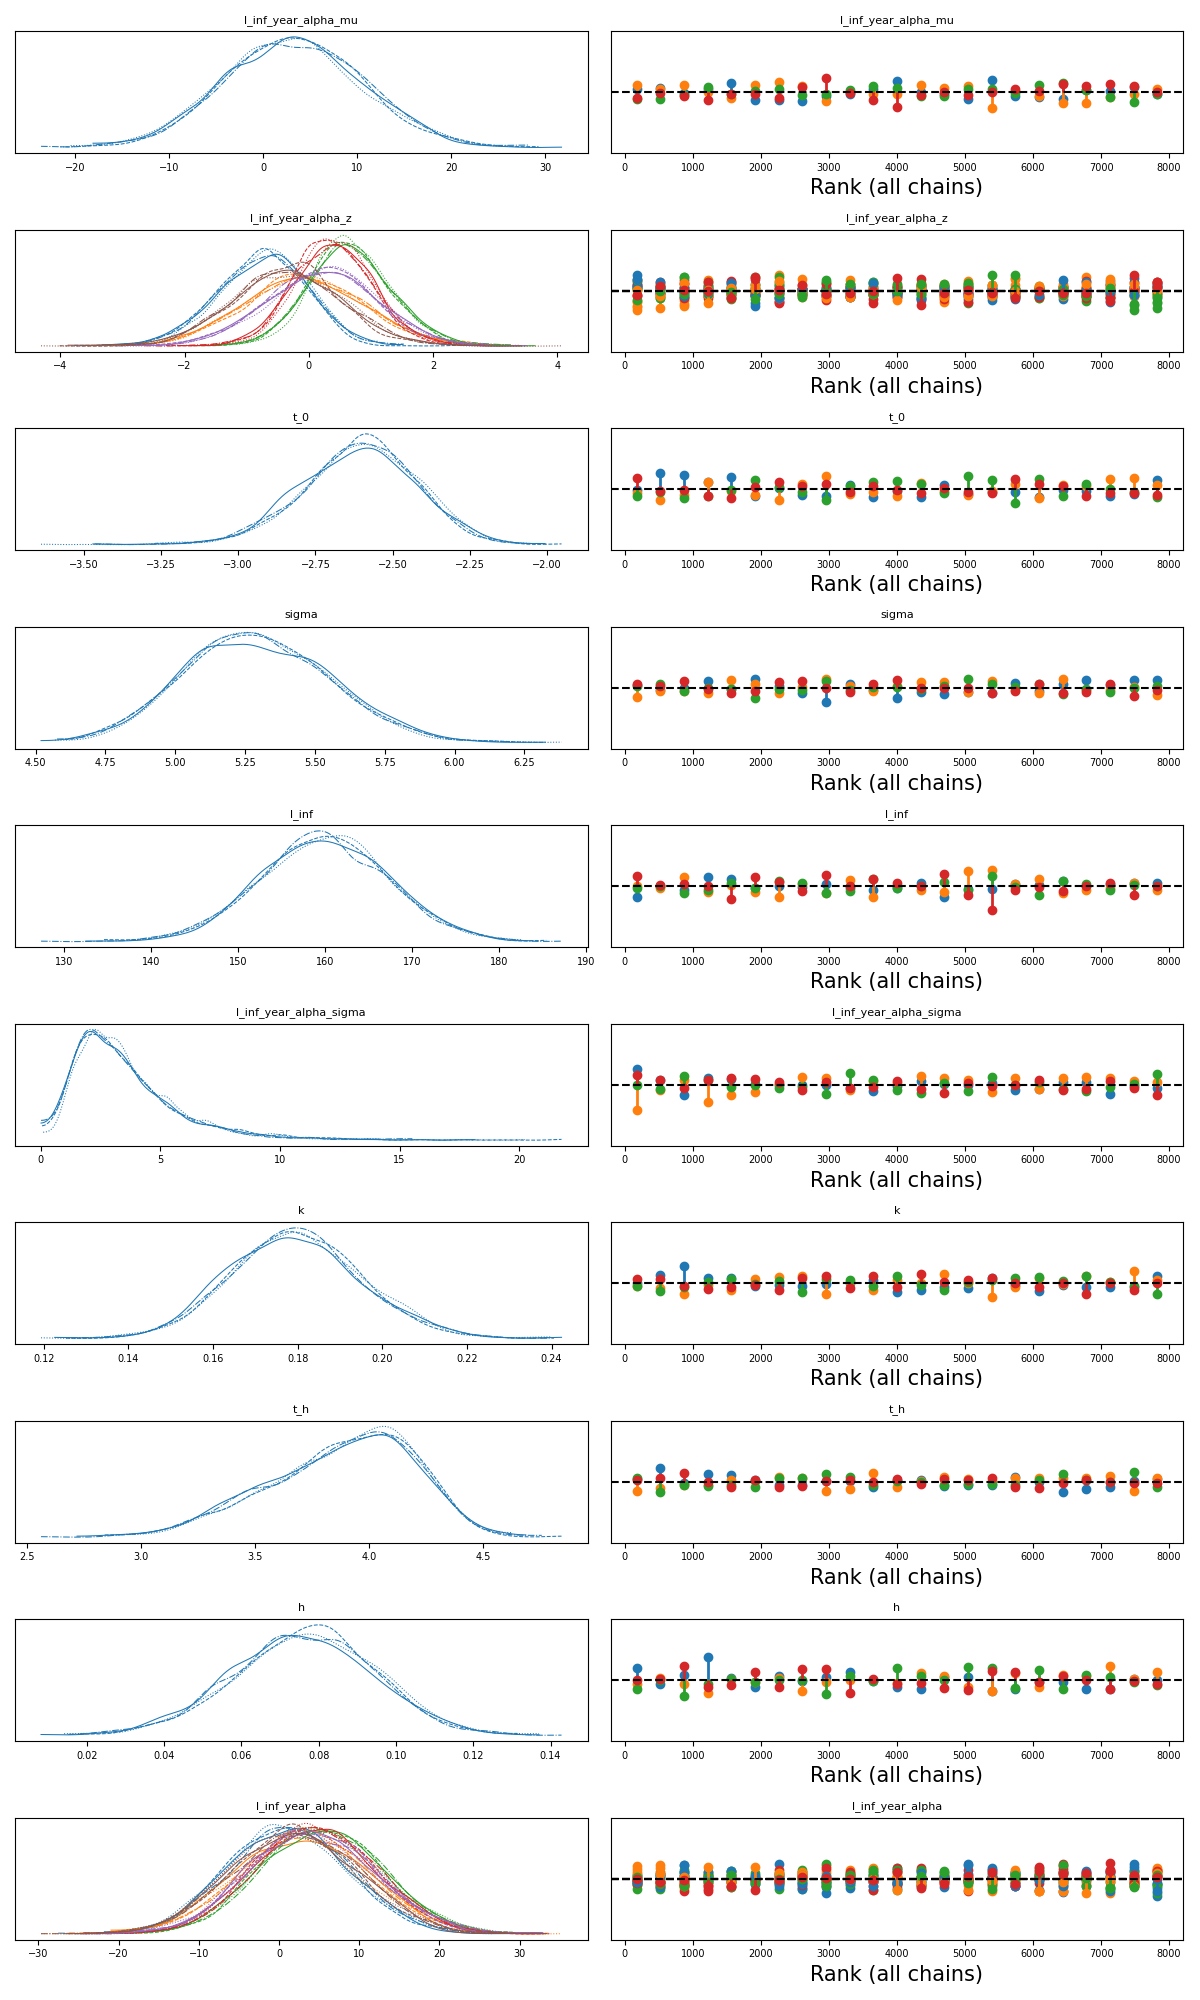 l_inf_year_alpha_mu
l_inf_year_alpha_mu
−20 −10 0 10 20 30
0 1000 2000 3000 4000 5000 6000 7000 8000
Rank (all chains)
l_inf_year_alpha_z
l_inf_year_alpha_z
−4 −2 0 2 4
0 1000 2000 3000 4000 5000 6000 7000 8000
Rank (all chains)
t_0
t_0
−3.50 −3.25 −3.00 −2.75 −2.50 −2.25 −2.00
0 1000 2000 3000 4000 5000 6000 7000 8000
Rank (all chains)
sigma
sigma
4.50 4.75 5.00 5.25 5.50 5.75 6.00 6.25
0 1000 2000 3000 4000 5000 6000 7000 8000
Rank (all chains)
l_inf
l_inf
130 140 150 160 170 180 190
0 1000 2000 3000 4000 5000 6000 7000 8000
Rank (all chains)
l_inf_year_alpha_sigma
l_inf_year_alpha_sigma
0 5 10 15 20
0 1000 2000 3000 4000 5000 6000 7000 8000
Rank (all chains)
k
k
0.12 0.14 0.16 0.18 0.20 0.22 0.24
0 1000 2000 3000 4000 5000 6000 7000 8000
Rank (all chains)
t_h
t_h
2.5 3.0 3.5 4.0 4.5
0 1000 2000 3000 4000 5000 6000 7000 8000
Rank (all chains)
h
h
0.02 0.04 0.06 0.08 0.10 0.12 0.14
0 1000 2000 3000 4000 5000 6000 7000 8000
Rank (all chains)
l_inf_year_alpha
l_inf_year_alpha
−30 −20 −10 0 10 20 30
0 1000 2000 3000 4000 5000 6000 7000 8000
Rank (all chains)